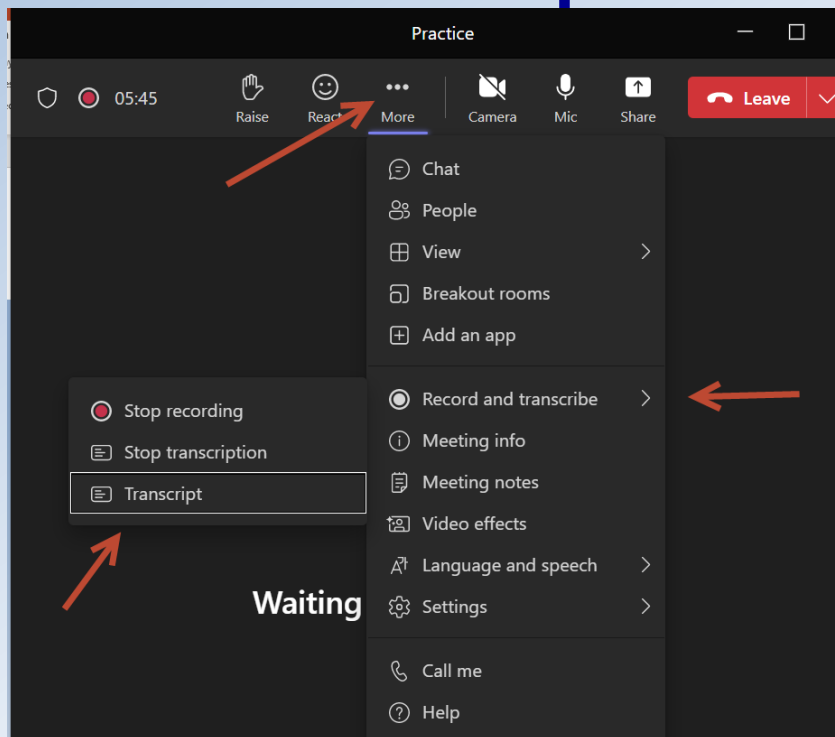 Practice
05:45
Raise
React
More
Camera
Mic
Share
Leave
Chat
People
View
Breakout rooms
Add an app
Record and transcribe
Stop recording
Stop transcription
Transcript
Meeting info
Meeting notes
Video effects
Language and speech
Settings
Waiting
Call me
Help